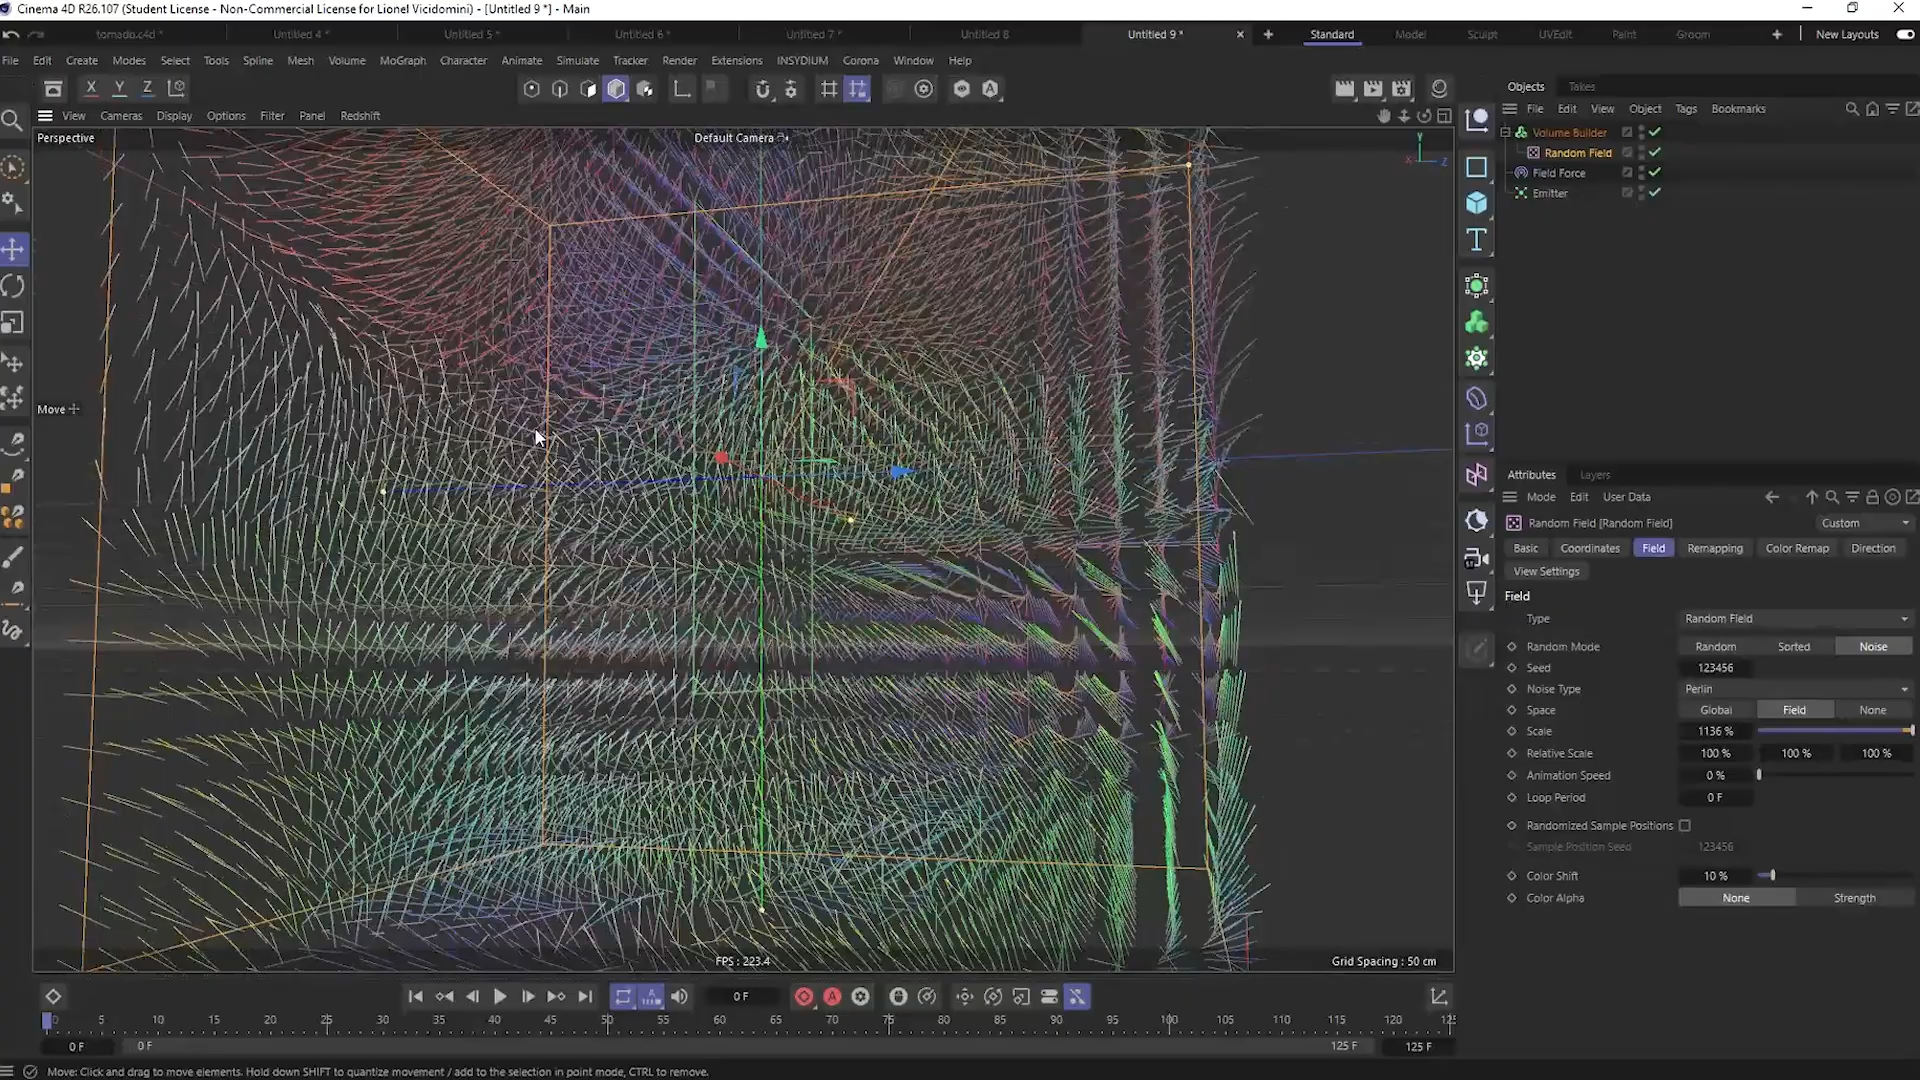 Cinema 4D R26.107 (Student License - Non-Commercial License for Lionel Vicidomini) - [Untitled 9 *] - Main
tornado.c4d * Untitled 4 * Untitled 5 * Untitled 6 * Untitled 7 * Untitled 8 Untitled 9 * Standard Model Sculpt UVEdit Paint Groom New Layouts
File Edit Create Modes Select Tools Spline Mesh Volume MoGraph Character Animate Simulate Tracker Render Extensions INSYDIUM Corona Window Help
X Y Z
Objects Takes
View Cameras Display Options Filter Panel Redshift
File Edit View Object Tags Bookmarks
Perspective
Default Camera
Volume Builder
Random Field
Field Force
Emitter
Move
Attributes Layers
Mode Edit User Data
Random Field [Random Field] Custom
Basic Coordinates Field Remapping Color Remap Direction
View Settings
Field
Type Random Field
Random Mode Random Sorted Noise
Seed 123456
Noise Type Perlin
Space Global Field None
Scale 1136 %
Relative Scale 100 % 100 % 100 %
Animation Speed 0 %
Loop Period 0 F
Randomized Sample Positions
Sample Position Seed 123456
Color Shift 10 %
Color Alpha None Strength
FPS : 223.4
Grid Spacing : 50 cm
0 F
0 5 10 15 20 25 30 35 40 45 50 55 60 65 70 75 80 85 90 95 100 105 110 115 120
0 F 0 F 125 F 125 F
Move: Click and drag to move elements. Hold down SHIFT to quantize movement / add to the selection in point mode, CTRL to remove.